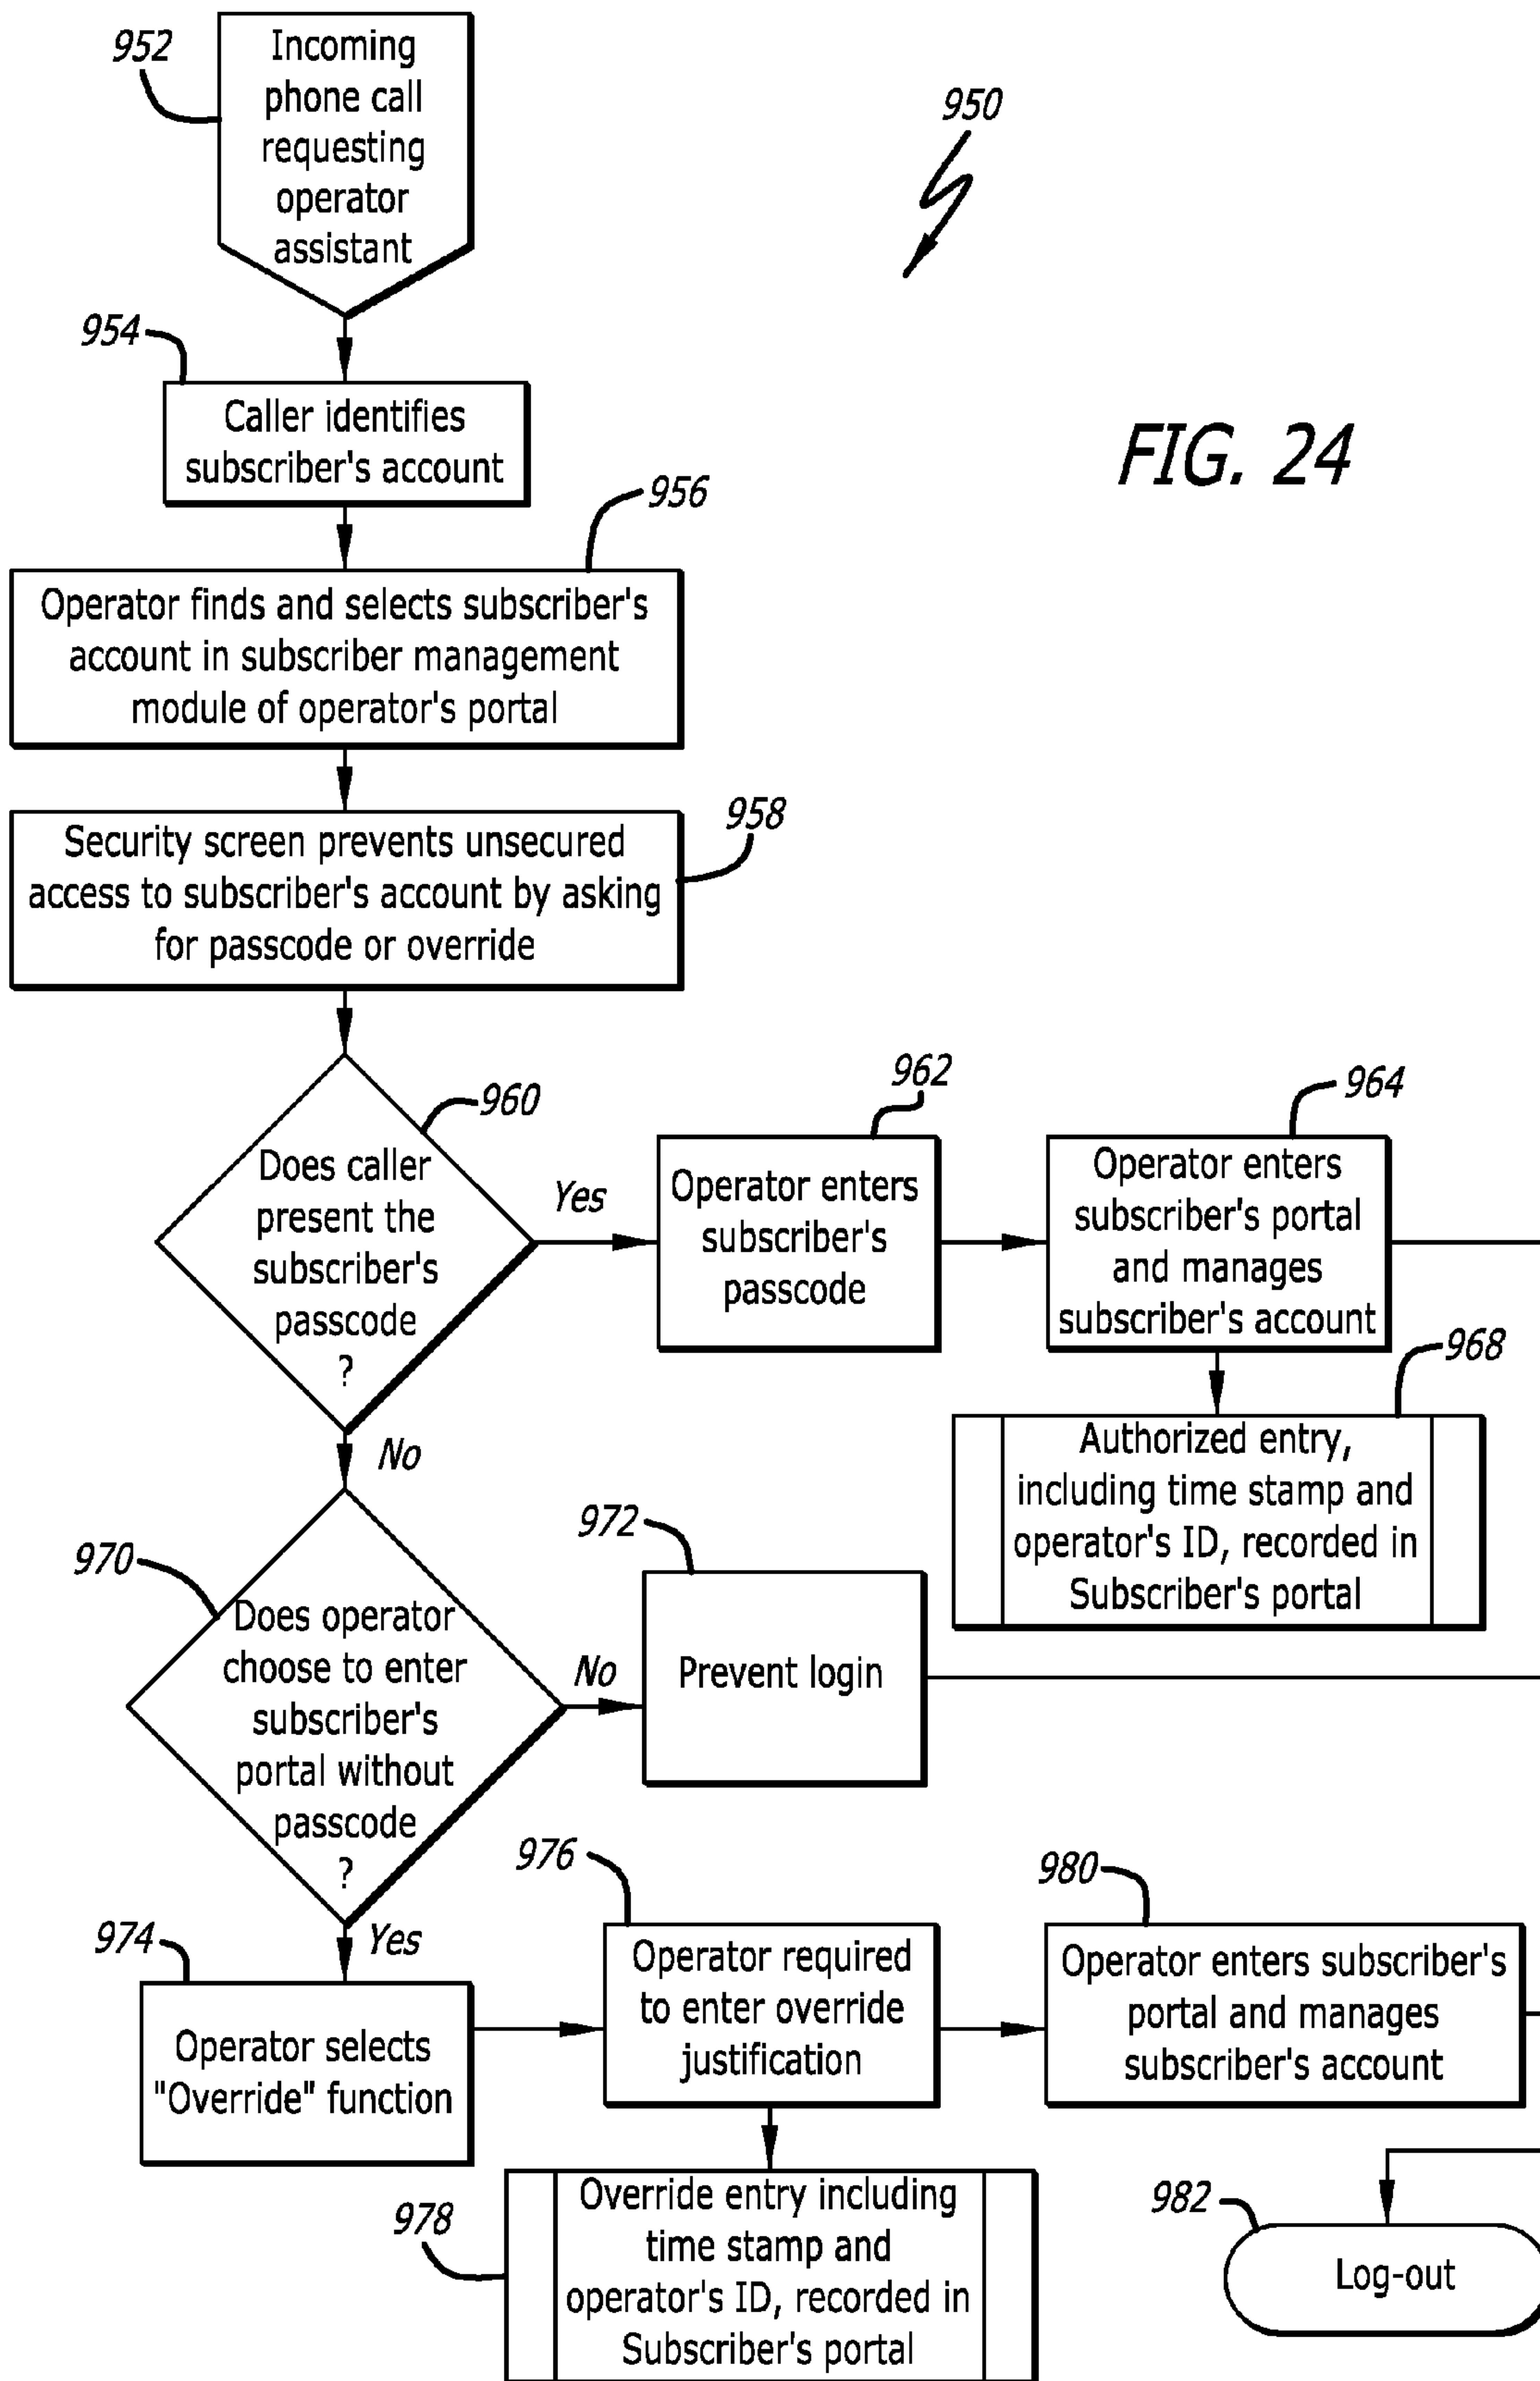 952
Incoming
phone call
requesting
operator
assistant
950
954
Caller identifies
subscriber's account
FIG. 24
956
Operator finds and selects subscriber's
account in subscriber management
module of operator's portal
958
Security screen prevents unsecured
access to subscriber's account by asking
for passcode or override
960
Does caller
present the
subscriber's
passcode
?
Yes
962
Operator enters
subscriber's
passcode
964
Operator enters
subscriber's portal
and manages
subscriber's account
968
Authorized entry,
including time stamp and
operator's ID, recorded in
Subscriber's portal
No
970
Does operator
choose to enter
subscriber's
portal without
passcode
?
No
972
Prevent login
Yes
974
Operator selects
"Override" function
976
Operator required
to enter override
justification
980
Operator enters subscriber's
portal and manages
subscriber's account
978
Override entry including
time stamp and
operator's ID, recorded in
Subscriber's portal
982
Log-out